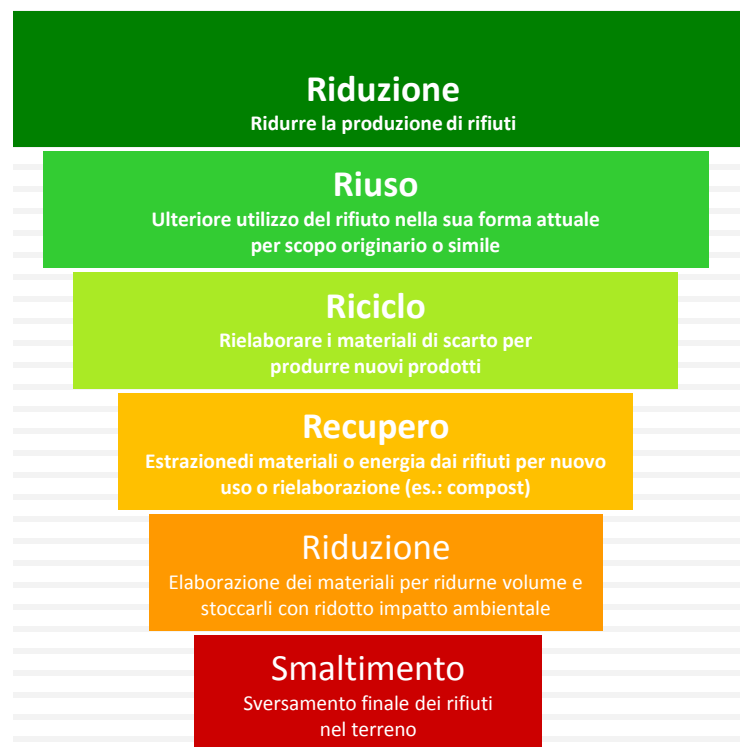 Riduzione
Ridurre la produzione di rifiuti
Riuso
Ulteriore utilizzo del rifiuto nella sua forma attuale
per scopo originario o simile
Riciclo
Rielaborare i materiali di scarto per
produrre nuovi prodotti
Recupero
Estrazionedi materiali o energia dai rifiuti per nuovo
uso o rielaborazione (es.: compost)
Riduzione
Elaborazione dei materiali per ridurne volume e
stoccarli con ridotto impatto ambientale
Smaltimento
Sversamento finale dei rifiuti
nel terreno